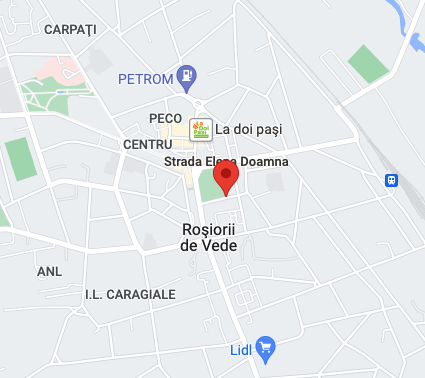 CARPAȚI
PETROM
PECO
La doi pași
CENTRU
Strada Elena Doamna
Roșiorii
de Vede
ANL
I.L. CARAGIALE
Lidl